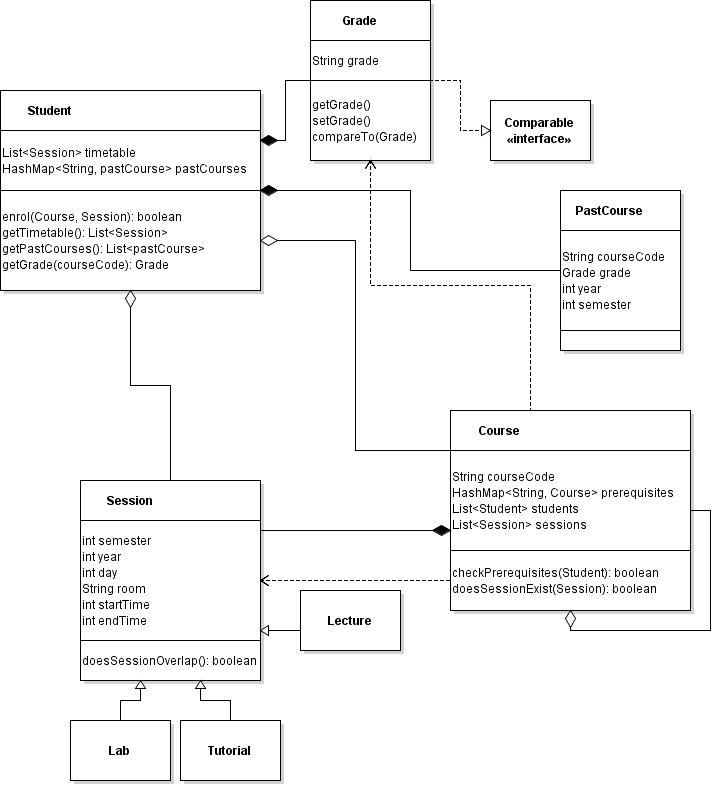 Grade
String grade
getGrade()
setGrade()
compareTo(Grade)
Comparable
«interface»
Student
List<Session> timetable
HashMap<String, pastCourse> pastCourses
enrol(Course, Session): boolean
getTimetable(): List<Session>
getPastCourses(): List<pastCourse>
getGrade(courseCode): Grade
PastCourse
String courseCode
Grade grade
int year
int semester
Course
String courseCode
HashMap<String, Course> prerequisites
List<Student> students
List<Session> sessions
checkPrerequisites(Student): boolean
doesSessionExist(Session): boolean
Session
int semester
int year
int day
String room
int startTime
int endTime
doesSessionOverlap(): boolean
Lecture
Lab
Tutorial